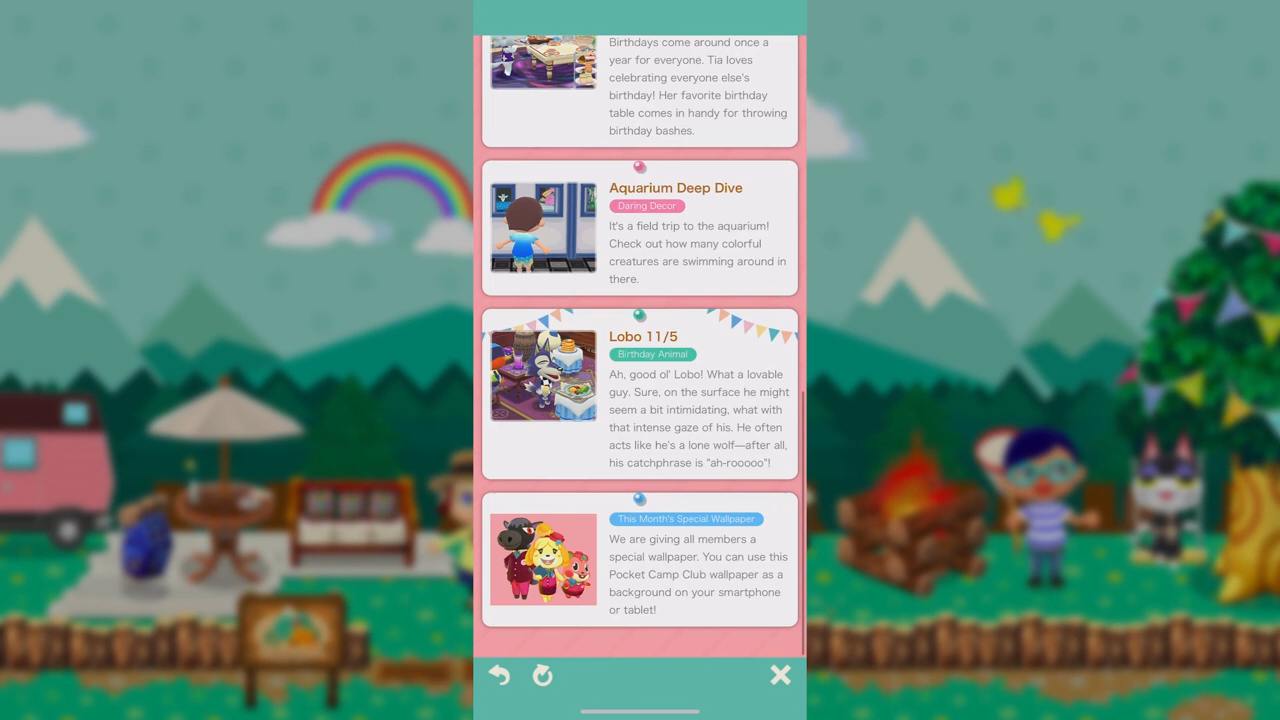 Birthdays come around once a
year for everyone. Tia loves
celebrating everyone else's
birthday! Her favorite birthday
table comes in handy for throwing
birthday bashes.
Aquarium Deep Dive
Daring Decor
It's a field trip to the aquarium!
Check out how many colorful
creatures are swimming around in
there.
Lobo 11/5
Birthday Animal
Ah, good ol' Lobo! What a lovable
guy. Sure, on the surface he might
seem a bit intimidating, what with
that intense gaze of his. He often
acts like he's a lone wolf—after all,
his catchphrase is "ah-rooooo"!
This Month's Special Wallpaper
We are giving all members a
special wallpaper. You can use this
Pocket Camp Club wallpaper as a
background on your smartphone
or tablet!